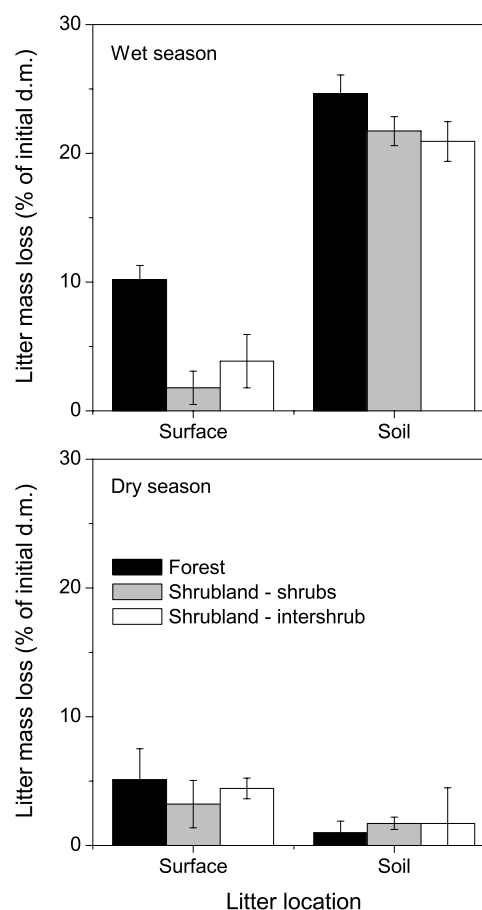 30
Wet season
20
10
0
Litter mass loss (% of initial d.m.)
Surface Soil
30
Dry season
Forest
Shrubland - shrubs
20
Shrubland - intershrub
10
0
Litter mass loss (% of initial d.m.)
Surface Soil
Litter location